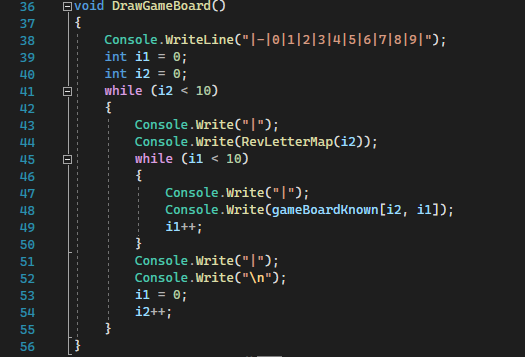 36 void DrawGameBoard()
37 {
38 Console.WriteLine("|-|0|1|2|3|4|5|6|7|8|9|");
39 int i1 = 0;
40 int i2 = 0;
41 while (i2 < 10)
42 {
43 Console.Write("|");
44 Console.Write(RevLetterMap(i2));
45 while (i1 < 10)
46 {
47 Console.Write("|");
48 Console.Write(gameBoardKnown[i2, i1]);
49 i1++;
50 }
51 Console.Write("|");
52 Console.Write("\n");
53 i1 = 0;
54 i2++;
55 }
56 }